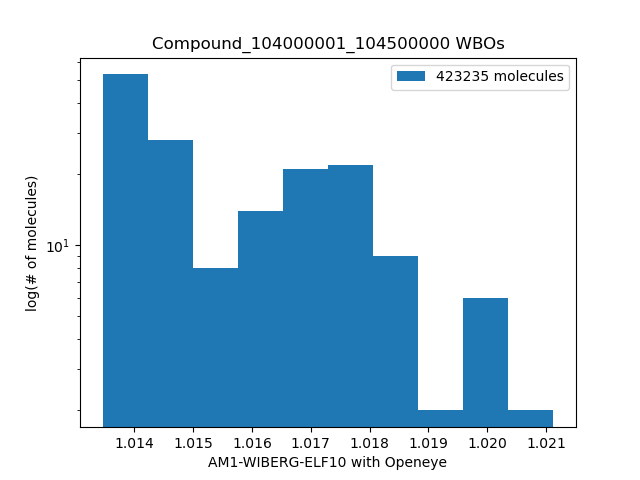 Compound_104000001_104500000 WBOs
423235 molecules
log(# of molecules)
10¹
1.014 1.015 1.016 1.017 1.018 1.019 1.020 1.021
AM1-WIBERG-ELF10 with Openeye